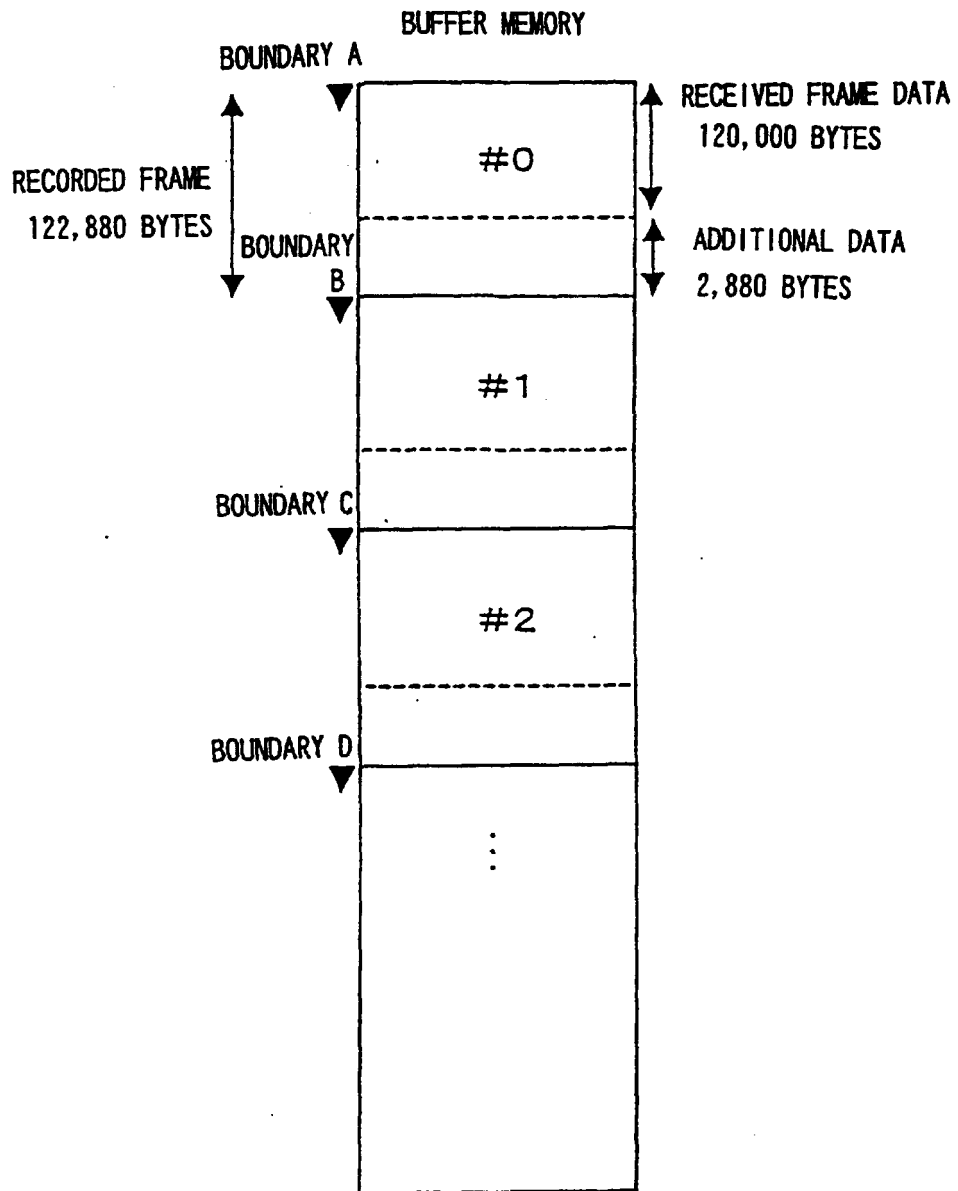 BUFFER MEMORY
BOUNDARY A
RECEIVED FRAME DATA
120,000 BYTES
#0
RECORDED FRAME
122,880 BYTES
BOUNDARY
B
ADDITIONAL DATA
2,880 BYTES
#1
BOUNDARY C
#2
BOUNDARY D